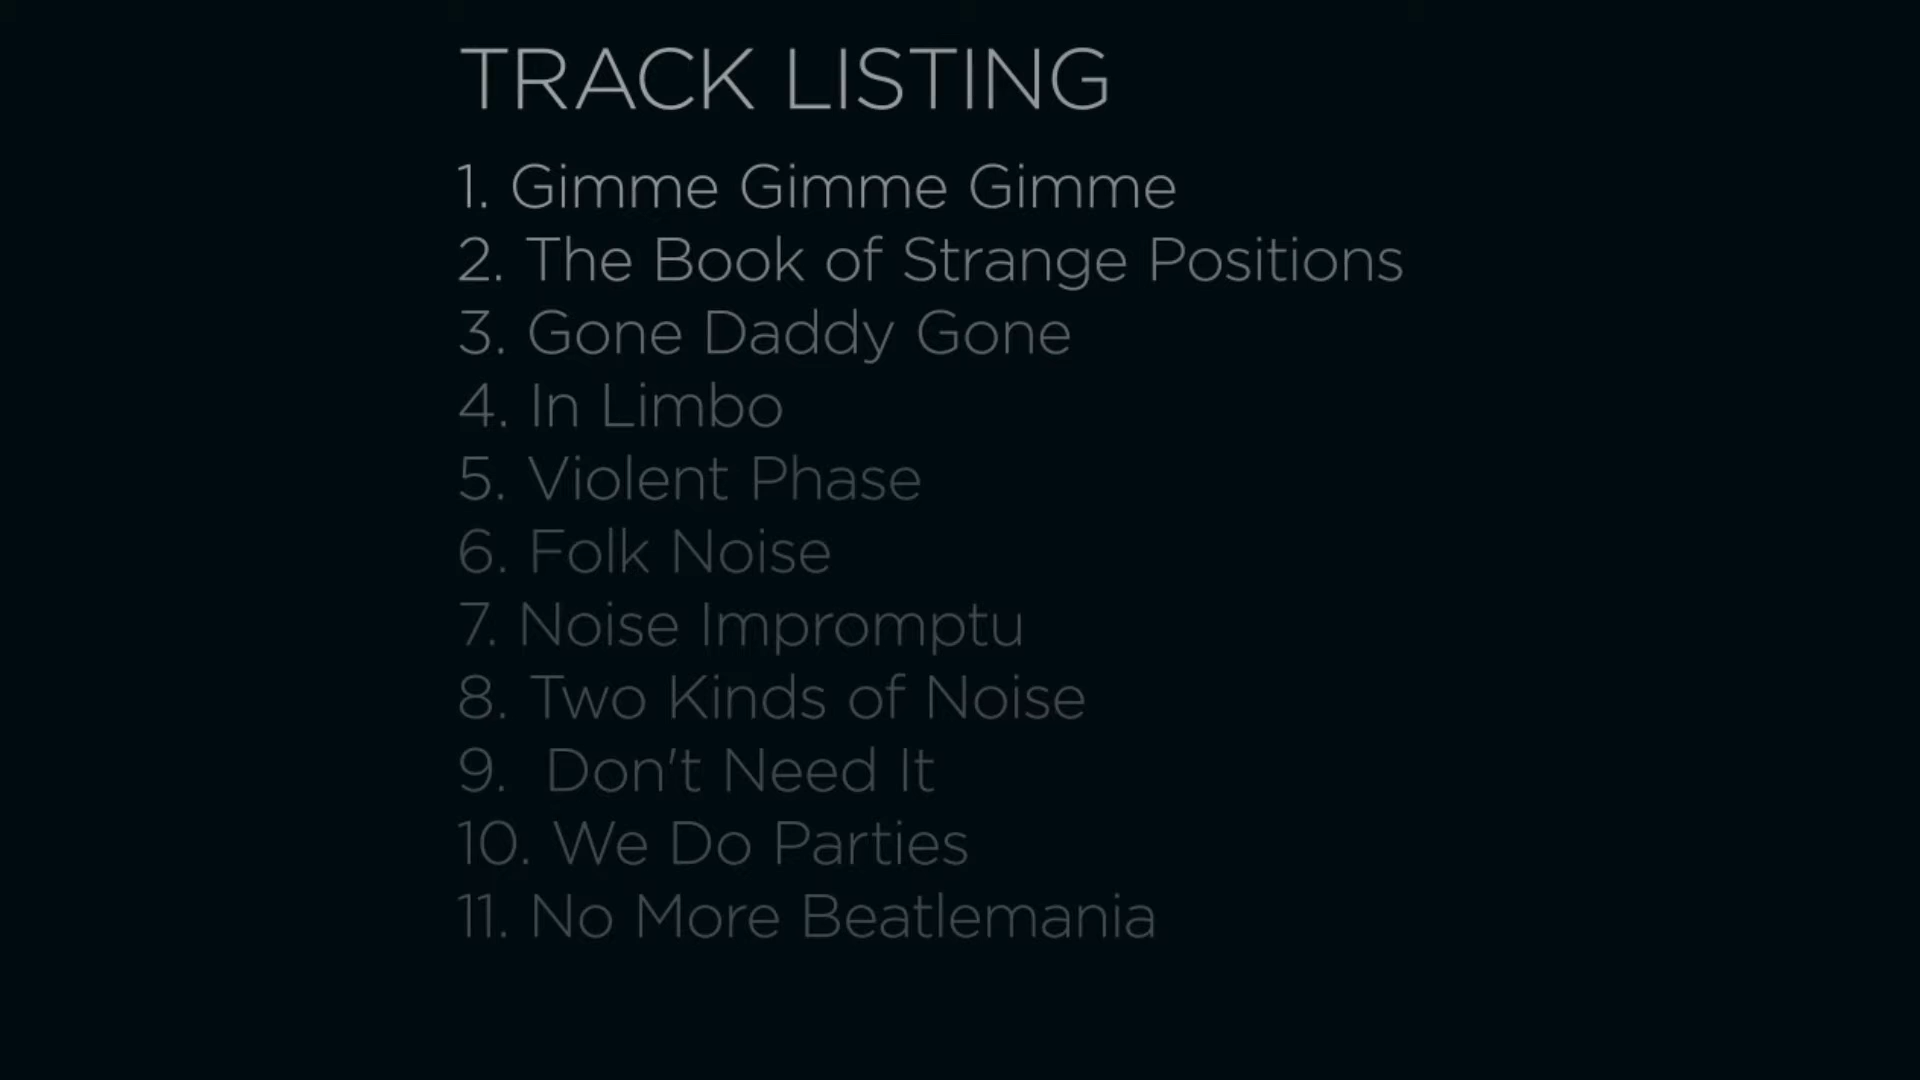 TRACK LISTING
1. Gimme Gimme Gimme
2. The Book of Strange Positions
3. Gone Daddy Gone
4. In Limbo
5. Violent Phase
6. Folk Noise
7. Noise Impromptu
8. Two Kinds of Noise
9. Don't Need It
10. We Do Parties
11. No More Beatlemania